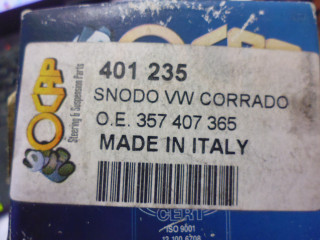 OCAP
Steering & Suspension Parts
401 235
SNODO VW CORRADO
O.E. 357 407 365
MADE IN ITALY
CERT
ISO 9001